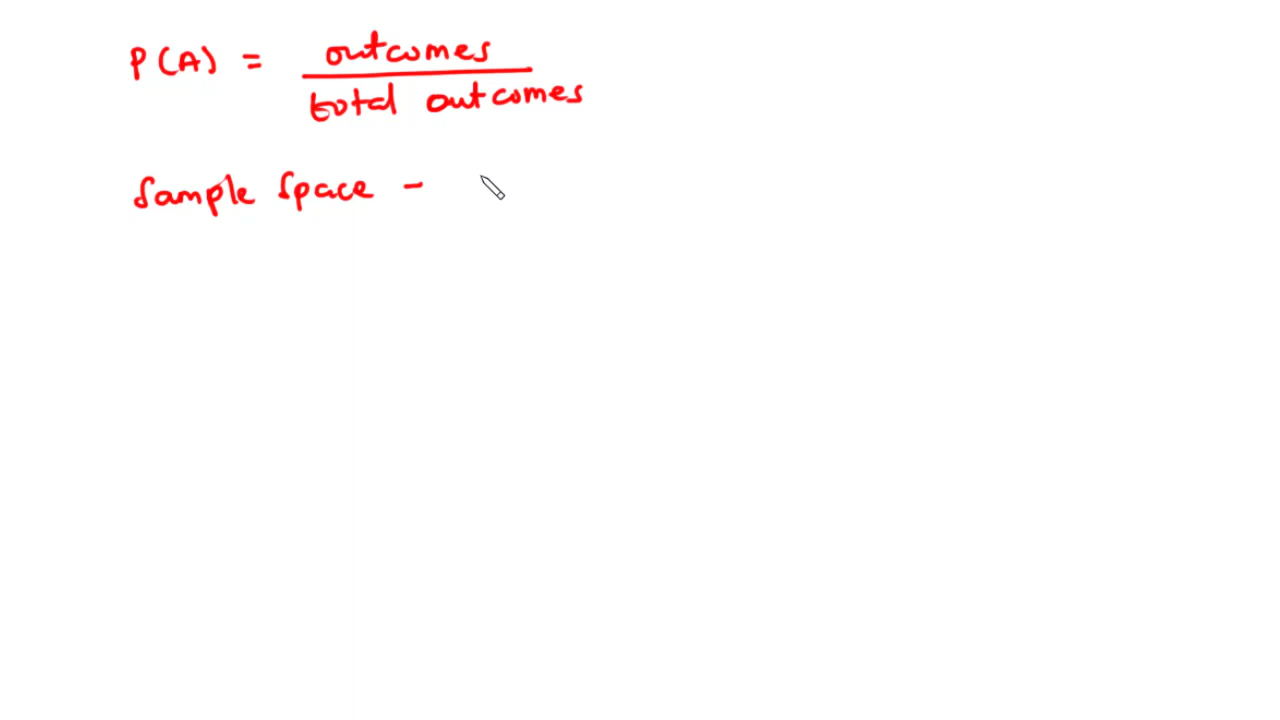 P(A) = outcomes
total outcomes
Sample Space -